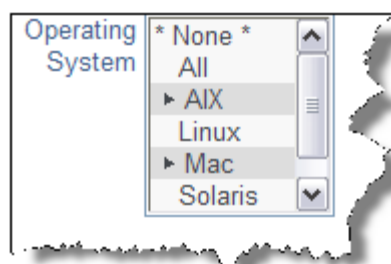 Operating
System
* None *
All
▸ AIX
Linux
▸ Mac
Solaris